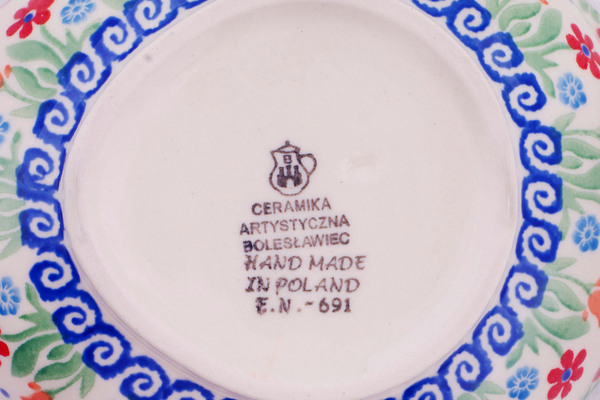 B
CERAMIKA
ARTYSTYCZNA
BOLESŁAWIEC
HAND MADE
IN POLAND
E.N.-691